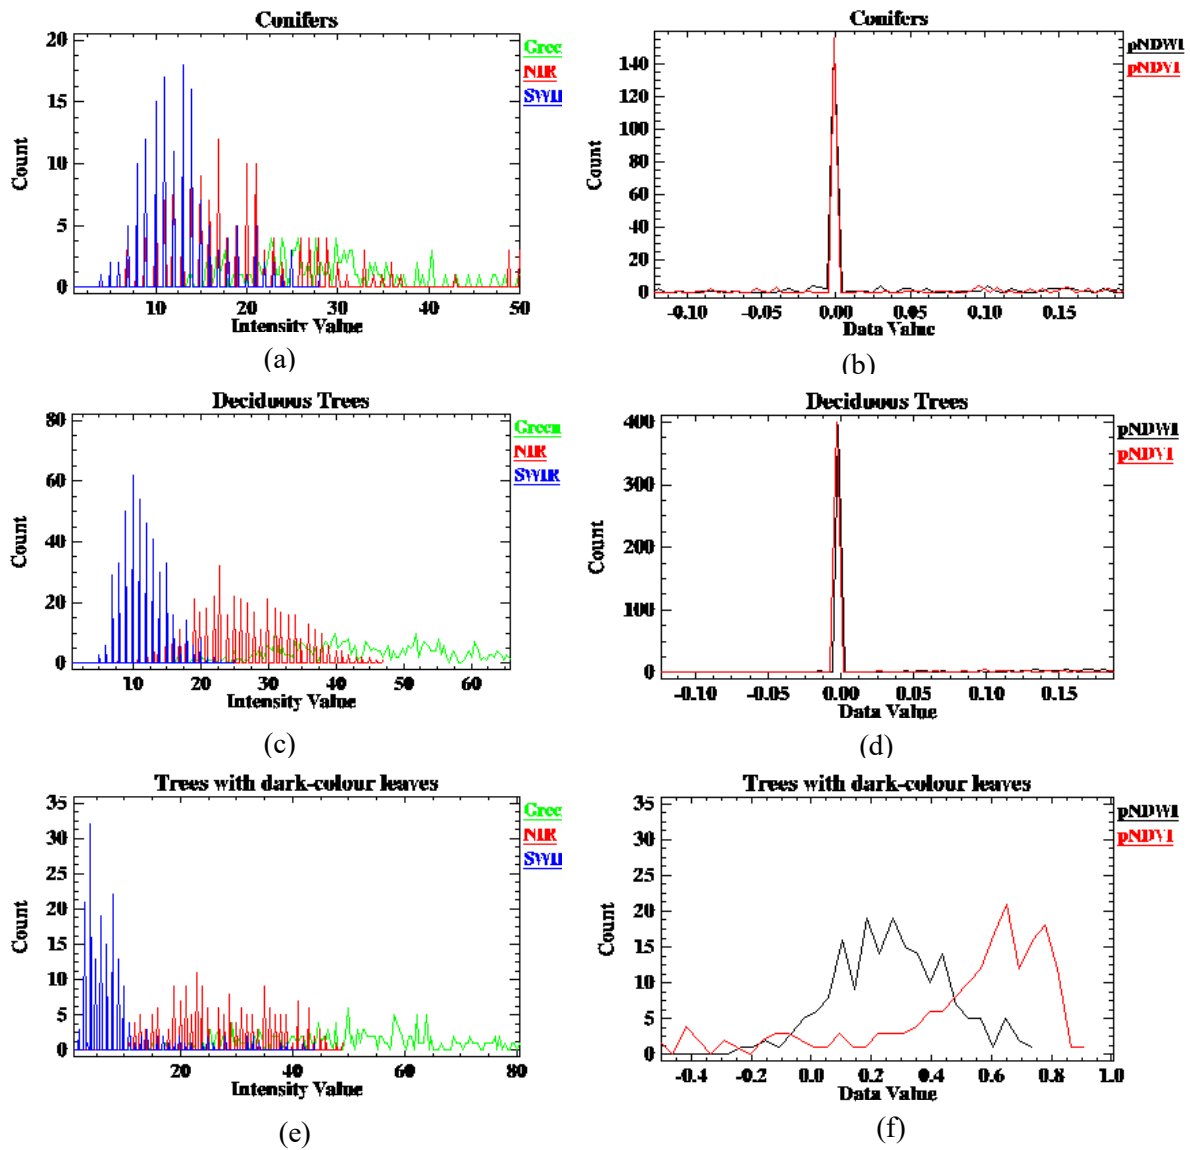 Conifers
20
15
10
5
0
Count
10 20 30 40 50
Intensity Value
Gree
NIR
SWII
(a)
Conifers
140
120
100
80
60
40
20
0
Count
-0.10 -0.05 0.00 0.05 0.10 0.15
Data Value
pNDWI
pNDVI
(b)
Deciduous Trees
80
60
40
20
0
Count
10 20 30 40 50 60
Intensity Value
Green
NIR
SWIR
(c)
Deciduous Trees
400
300
200
100
0
Count
-0.10 -0.05 0.00 0.05 0.10 0.15
Data Value
pNDWI
pNDVI
(d)
Trees with dark-colour leaves
35
30
25
20
15
10
5
0
Count
20 40 60 80
Intensity Value
Gree
NIR
SWII
(e)
Trees with dark-colour leaves
35
30
25
20
15
10
5
0
Count
-0.4 -0.2 0.0 0.2 0.4 0.6 0.8 1.0
Data Value
pNDWI
pNDVI
(f)